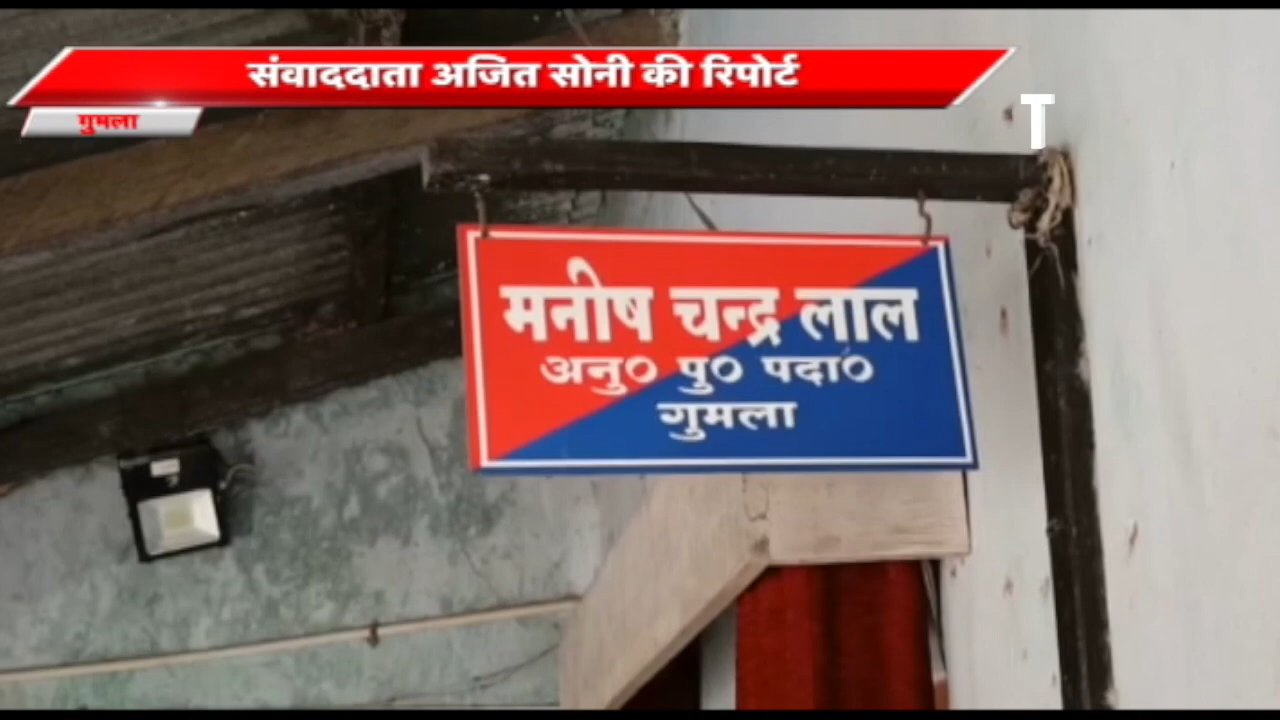 संवाददाता अजित सोनी की रिपोर्ट
गुमला
T
मनीष चन्द्र लाल
अनु० पु० पदा०
गुमला